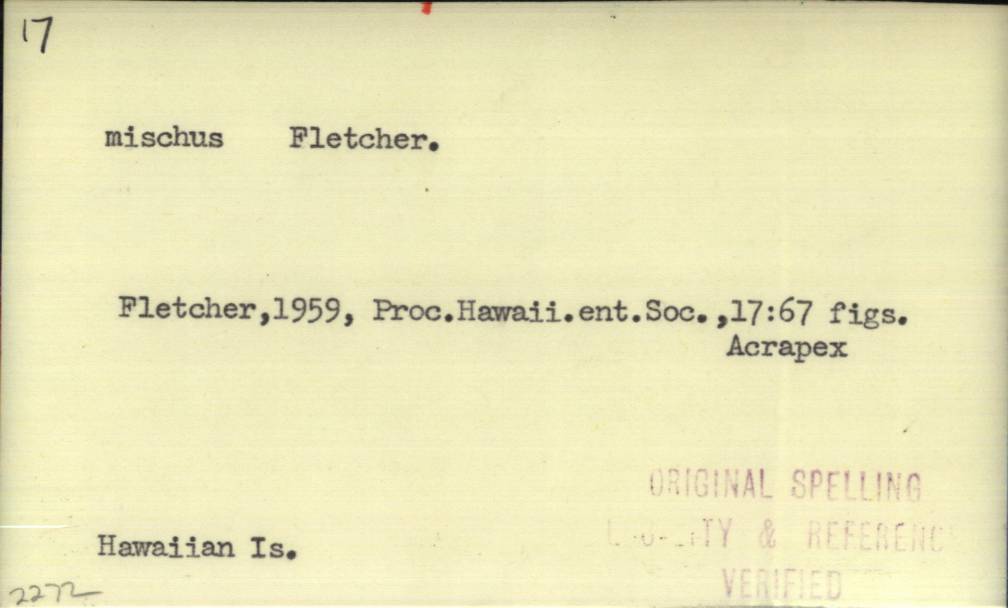 17
mischus Fletcher.
Fletcher,1959, Proc.Hawaii.ent.Soc.,17:67 figs.
Acrapex
ORIGINAL SPELLING
& REFERENC
VERIFIED
Hawaiian Is.
2272